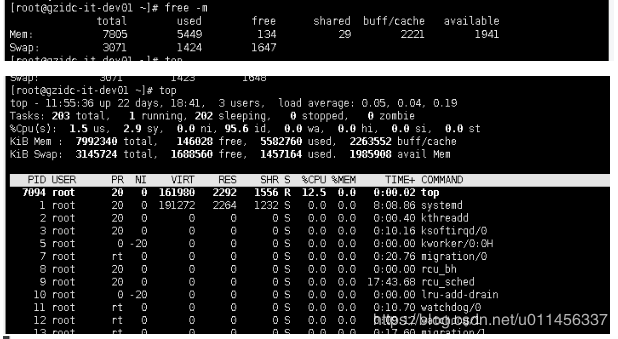 [root@gzidc-it-dev01 ~]# free -m
total used free shared buff/cache available
Mem: 7805 5449 134 29 2221 1941
Swap: 3071 1424 1647
[root@gzidc-it-dev01 ~]# top
Swap: 3071 1423 1648
[root@gzidc-it-dev01 ~]# top
top - 11:55:36 up 22 days, 18:41, 3 users, load average: 0.05, 0.04, 0.19
Tasks: 203 total, 1 running, 202 sleeping, 0 stopped, 0 zombie
%Cpu(s): 1.5 us, 2.9 sy, 0.0 ni, 95.6 id, 0.0 wa, 0.0 hi, 0.0 si, 0.0 st
KiB Mem : 7992340 total, 146028 free, 5582760 used, 2263552 buff/cache
KiB Swap: 3145724 total, 1688560 free, 1457164 used. 1985908 avail Mem
PID USER PR NI VIRT RES SHR S %CPU %MEM TIME+ COMMAND
7094 root 20 0 161980 2292 1556 R 12.5 0.0 0:00.02 top
1 root 20 0 191272 2264 1232 S 0.0 0.0 8:08.86 systemd
2 root 20 0 0 0 0 S 0.0 0.0 0:00.40 kthreadd
3 root 20 0 0 0 0 S 0.0 0.0 0:10.16 ksoftirqd/0
5 root 0 -20 0 0 0 S 0.0 0.0 0:00.00 kworker/0:0H
7 root rt 0 0 0 0 S 0.0 0.0 0:20.76 migration/0
8 root 20 0 0 0 0 S 0.0 0.0 0:00.00 rcu_bh
9 root 20 0 0 0 0 S 0.0 0.0 17:43.68 rcu_sched
10 root 0 -20 0 0 0 S 0.0 0.0 0:00.00 lru-add-drain
11 root rt 0 0 0 0 S 0.0 0.0 0:10.70 watchdog/0
12 root rt 0 0 0 0 S 0.0 0.0
https://blog.csdn.net/u011456337
13 root rt 0 0 0 0 S 0.0 0.0 0:17.60 migration/1